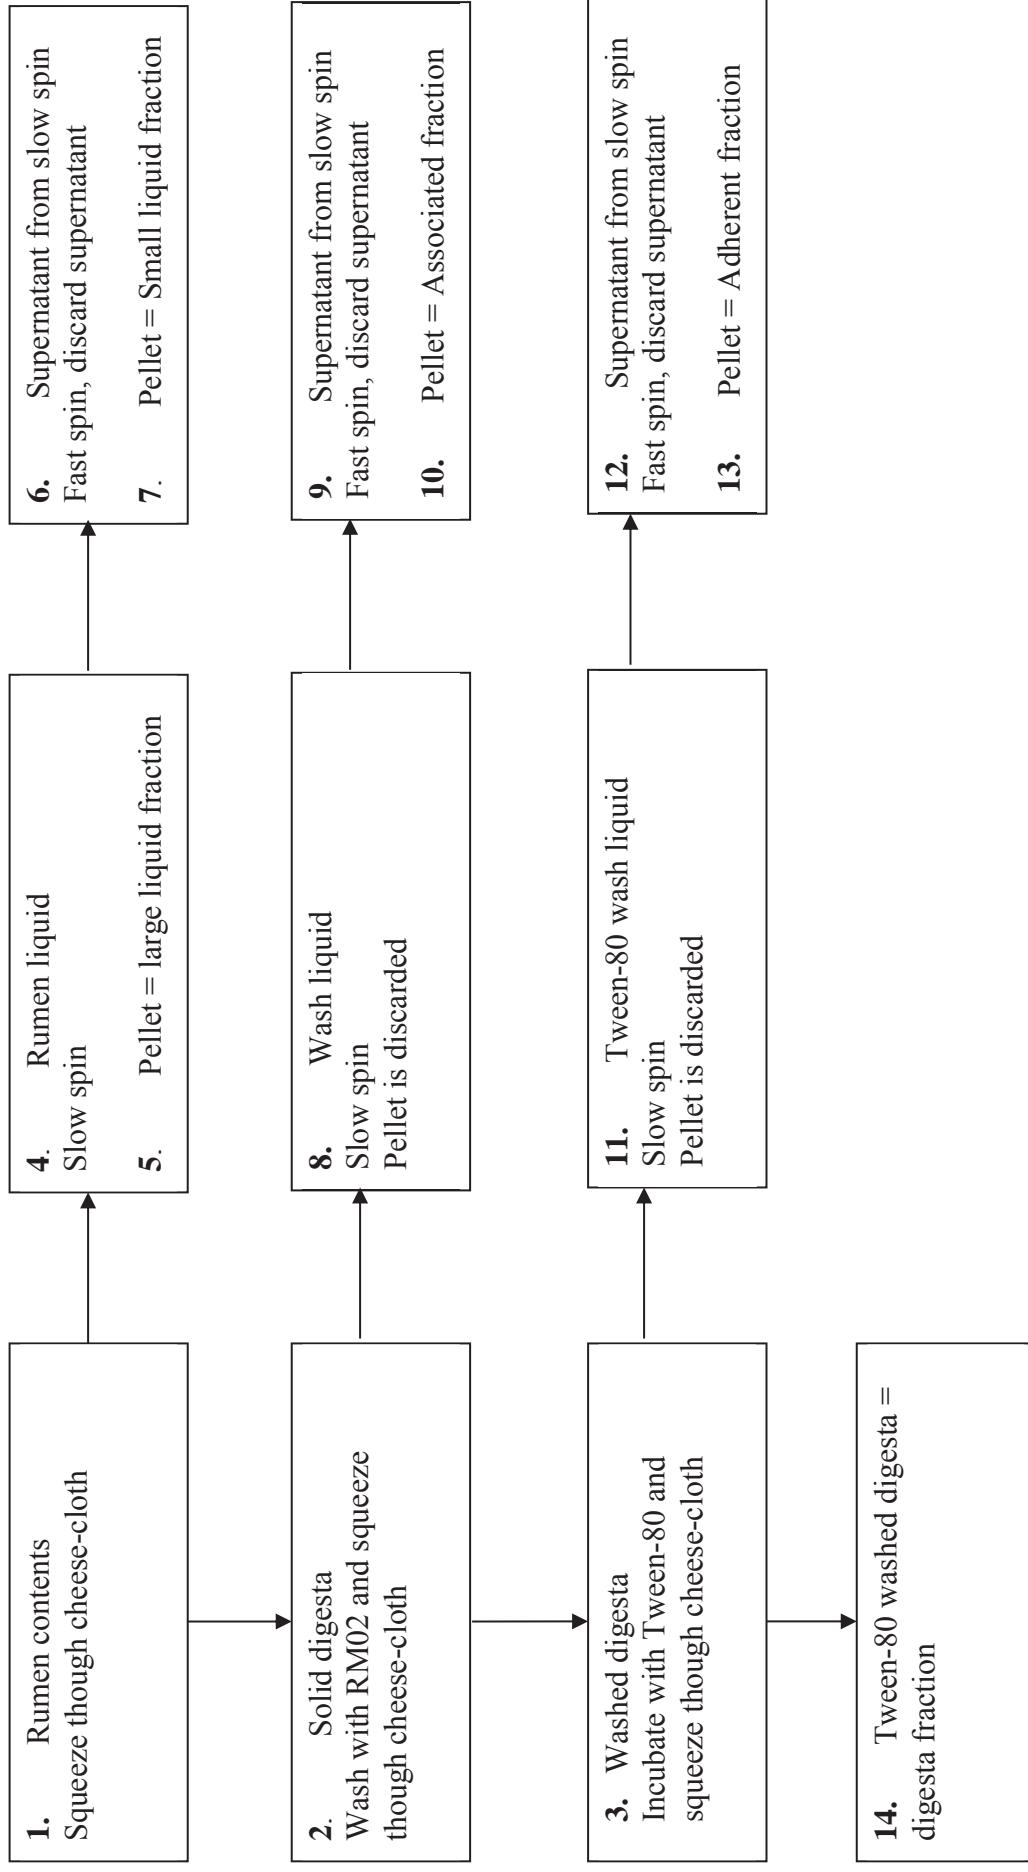 1. Rumen contents
Squeeze though cheese-cloth
2. Solid digesta
Wash with RM02 and squeeze
though cheese-cloth
3. Washed digesta
Incubate with Tween-80 and
squeeze though cheese-cloth
14. Tween-80 washed digesta =
digesta fraction
4. Rumen liquid
Slow spin
5. Pellet = large liquid fraction
8. Wash liquid
Slow spin
Pellet is discarded
11. Tween-80 wash liquid
Slow spin
Pellet is discarded
6. Supernatant from slow spin
Fast spin, discard supernatant
7. Pellet = Small liquid fraction
9. Supernatant from slow spin
Fast spin, discard supernatant
10. Pellet = Associated fraction
12. Supernatant from slow spin
Fast spin, discard supernatant
13. Pellet = Adherent fraction